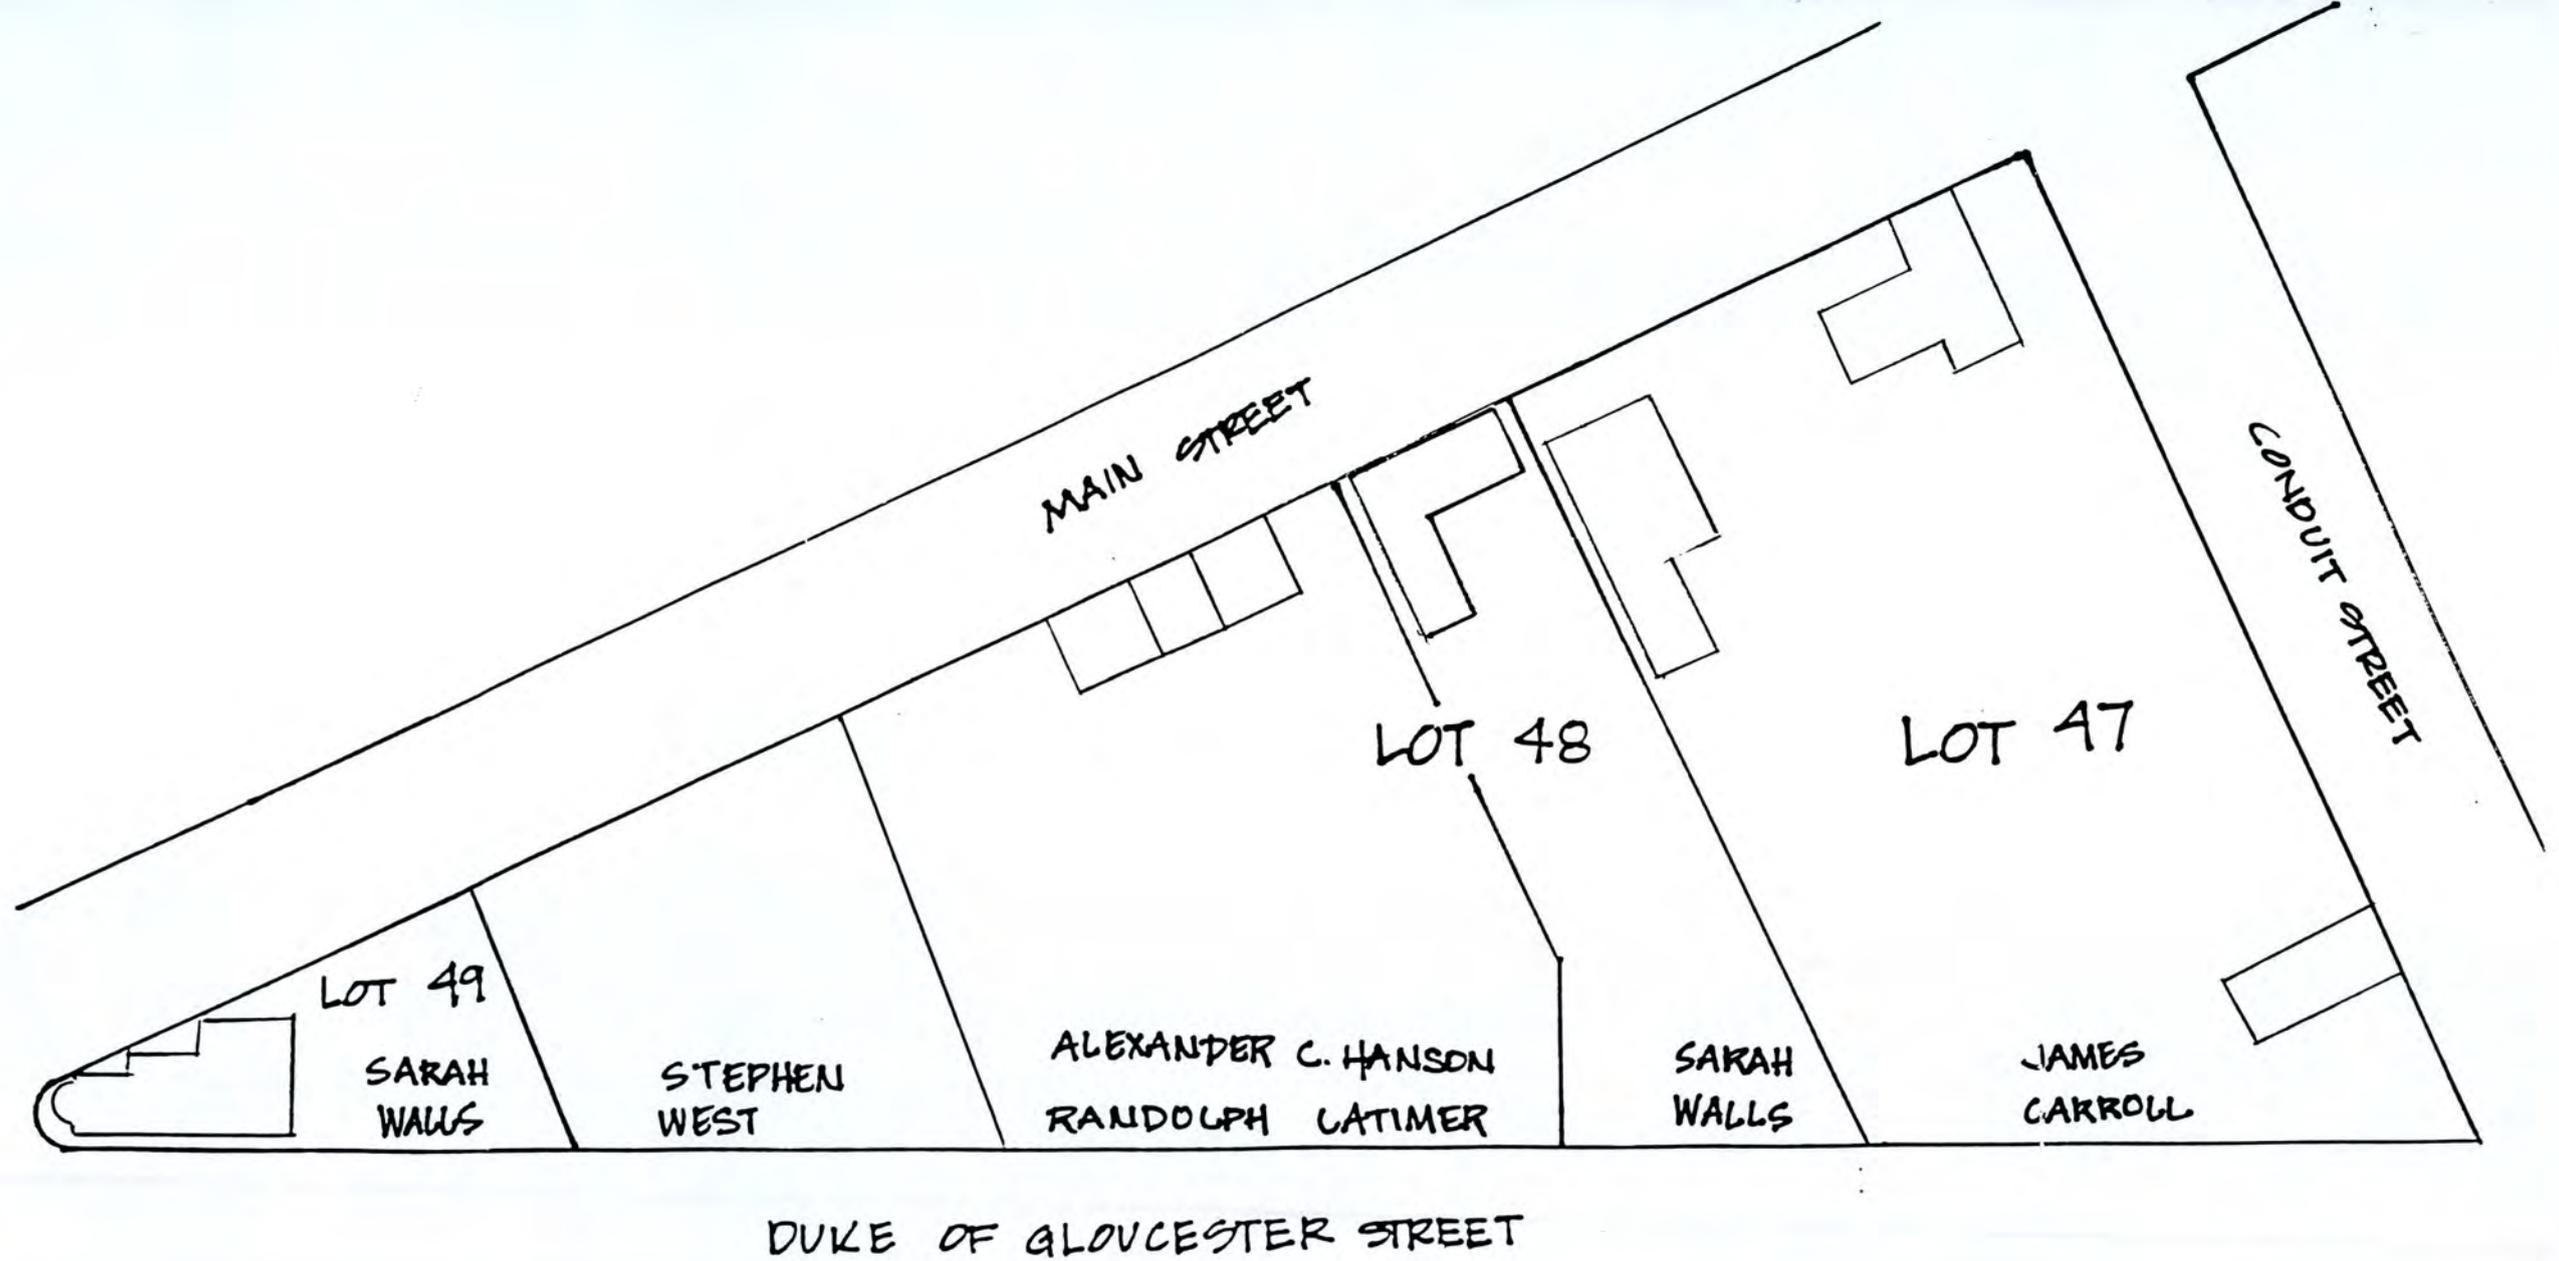 MAIN STREET
CONDUIT STREET
LOT 48
LOT 47
LOT 49
SARAH
WALLS
STEPHEN
WEST
ALEXANDER C. HANSON
RANDOLPH LATIMER
SARAH
WALLS
JAMES
CARROLL
DUKE OF GLOUCESTER STREET